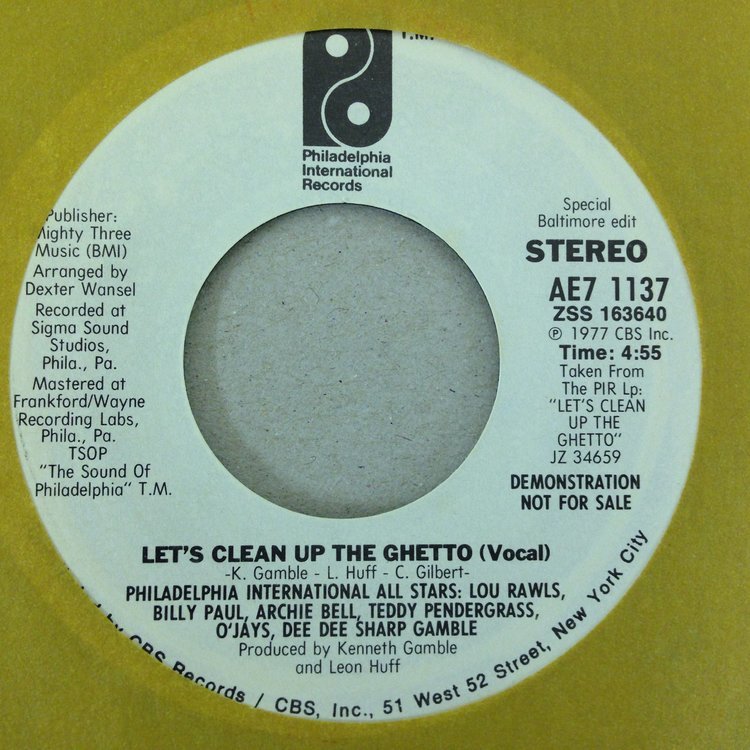 T.M.
Philadelphia
International
Records
Publisher:
Mighty Three
Music (BMI)
Arranged by
Dexter Wansel
Recorded at
Sigma Sound
Studios,
Phila., Pa.
Mastered at
Frankford/Wayne
Recording Labs,
Phila., Pa.
TSOP
"The Sound Of
Philadelphia" T.M.
Special
Baltimore edit
STEREO
AE7 1137
ZSS 163640
℗ 1977 CBS Inc.
Time: 4:55
Taken From
The PIR Lp:
"LET'S CLEAN
UP THE
GHETTO"
JZ 34659
DEMONSTRATION
NOT FOR SALE
LET'S CLEAN UP THE GHETTO (Vocal)
-K. Gamble - L. Huff - C. Gilbert-
PHILADELPHIA INTERNATIONAL ALL STARS: LOU RAWLS,
BILLY PAUL, ARCHIE BELL, TEDDY PENDERGRASS,
O'JAYS, DEE DEE SHARP GAMBLE
Produced by Kenneth Gamble
and Leon Huff
by CBS Records / CBS, Inc., 51 West 52 Street, New York City